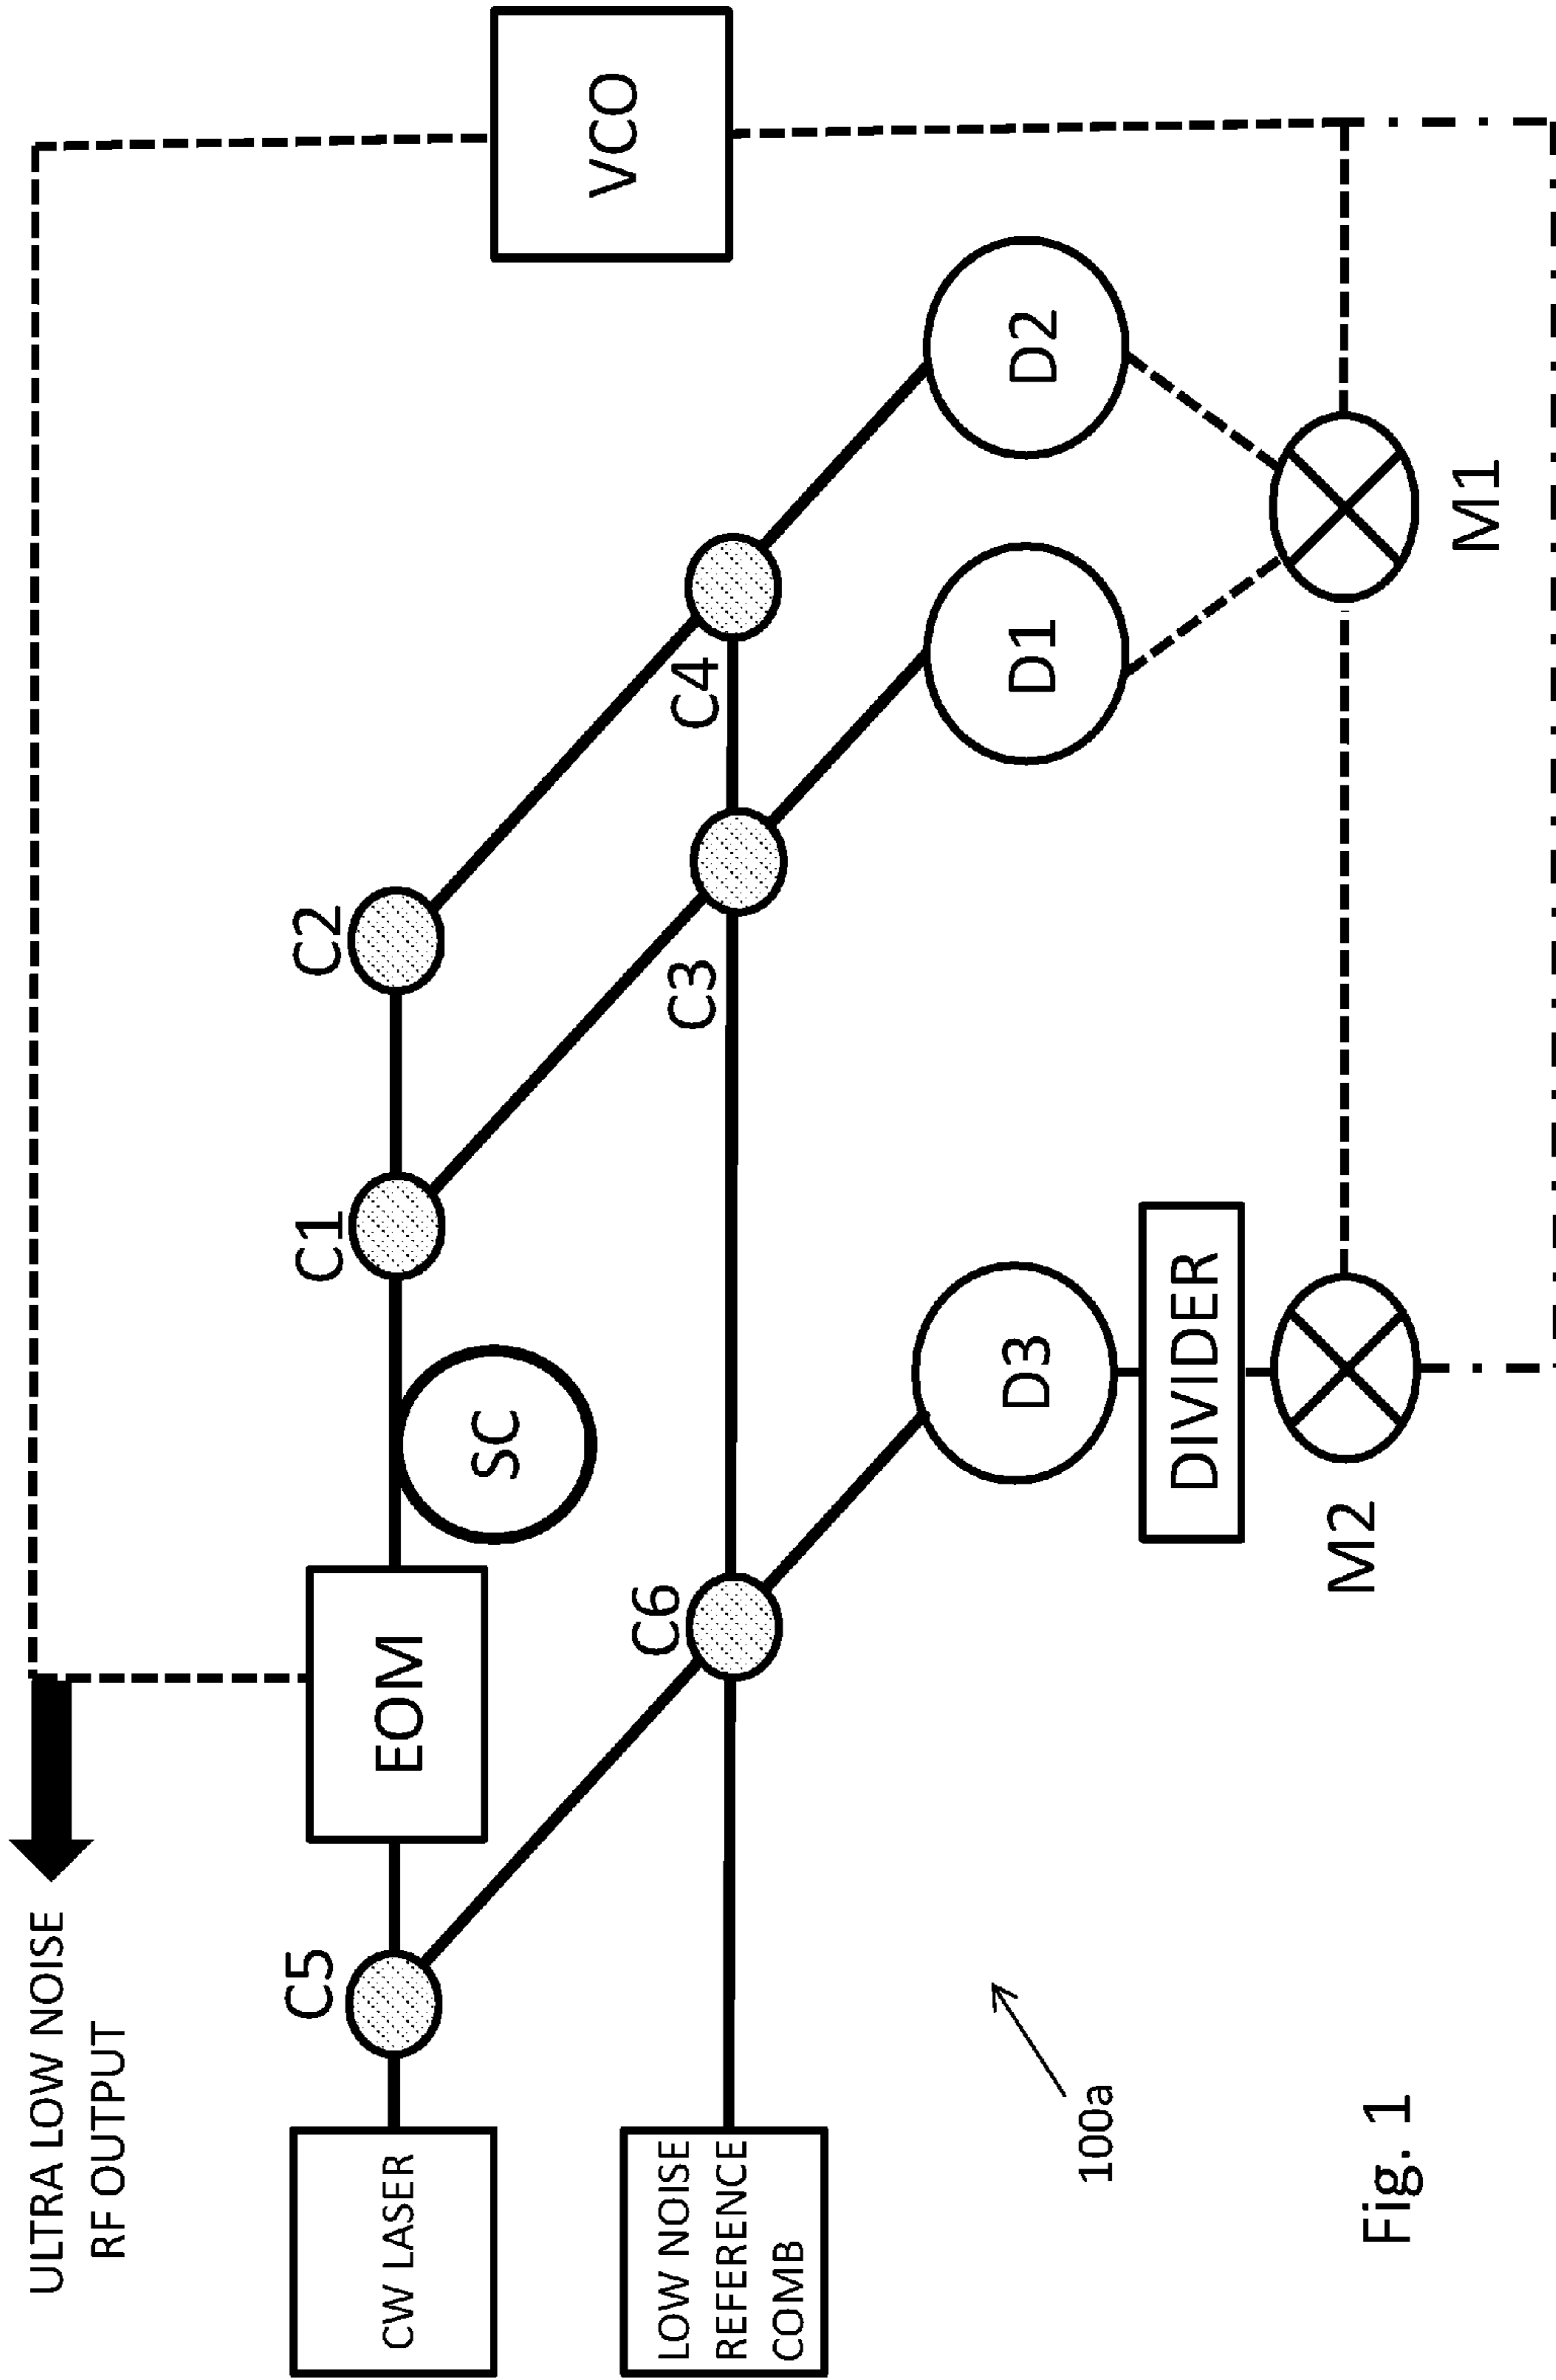 ULTRA LOW NOISE
RF OUTPUT
CW LASER
C5
EOM
SC
C1
C2
VCO
LOW NOISE
REFERENCE
COMB
C6
C3
C4
D3
D1
D2
DIVIDER
M2
M1
100a
Fig. 1